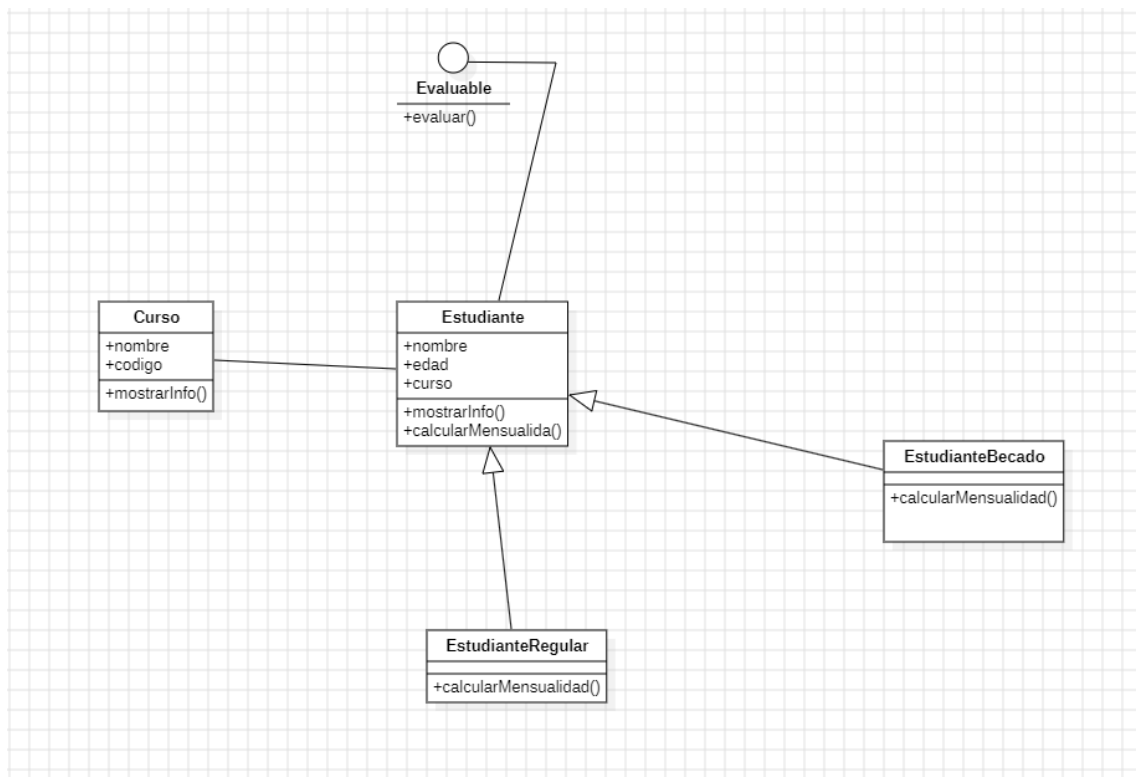 Evaluable
+evaluar()
Curso
+nombre
+codigo
+mostrarInfo()
Estudiante
+nombre
+edad
+curso
+mostrarInfo()
+calcularMensualida()
EstudianteBecado
+calcularMensualidad()
EstudianteRegular
+calcularMensualidad()